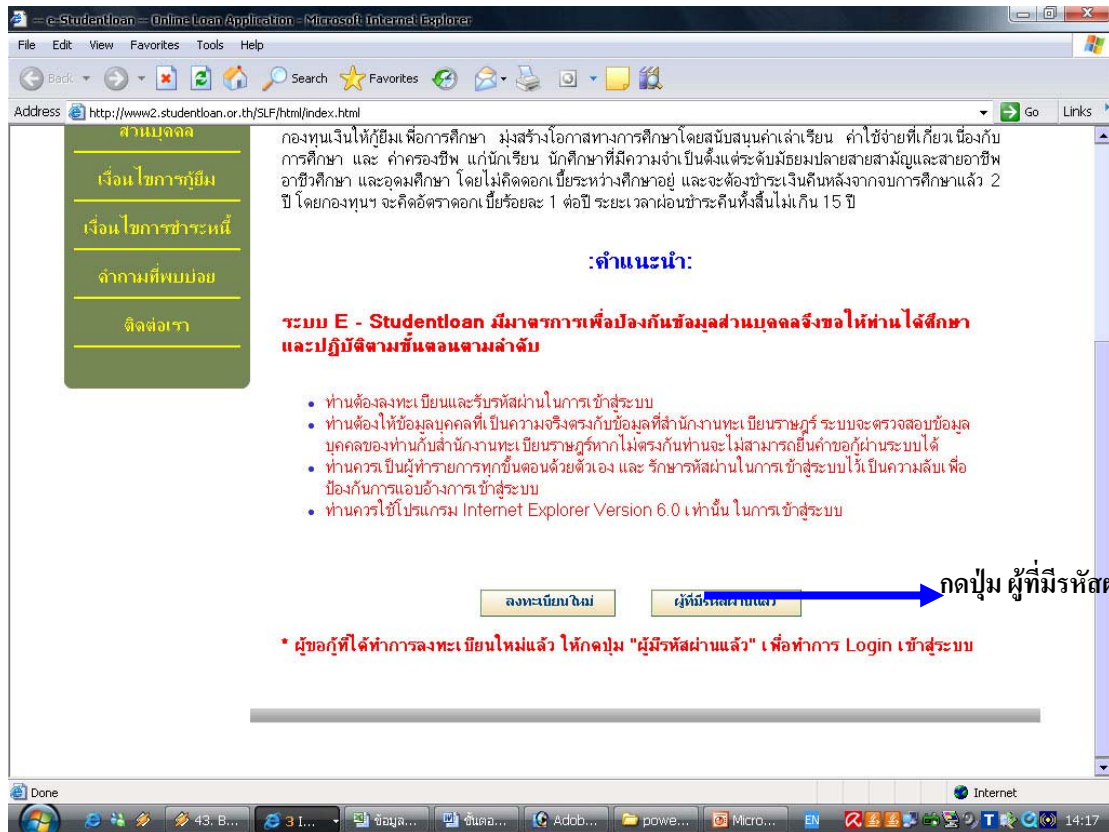 e-Studentloan -- Online Loan Application - Microsoft Internet Explorer
File Edit View Favorites Tools Help
Back Search Favorites
Address http://www2.studentloan.or.th/SLF/html/index.html Go Links
ส่วนบุคคล
เงื่อนไขการกู้ยืม
เงื่อนไขการชำระหนี้
คำถามที่พบบ่อย
ติดต่อเรา
กองทุนเงินให้กู้ยืมเพื่อการศึกษา มุ่งสร้างโอกาสทางการศึกษาโดยสนับสนุนค่าเล่าเรียน ค่าใช้จ่ายที่เกี่ยวเนื่องกับ
การศึกษา และ ค่าครองชีพ แก่นักเรียน นักศึกษาที่มีความจำเป็นตั้งแต่ระดับมัธยมปลายสายสามัญและสายอาชีพ
อาชีวศึกษา และอุดมศึกษา โดยไม่คิดดอกเบี้ยระหว่างศึกษาอยู่ และจะต้องชำระเงินคืนหลังจากจบการศึกษาแล้ว 2
ปี โดยกองทุนฯ จะคิดอัตราดอกเบี้ยร้อยละ 1 ต่อปี ระยะเวลาผ่อนชำระคืนทั้งสิ้นไม่เกิน 15 ปี
:คำแนะนำ:
ระบบ E - Studentloan มีมาตรการเพื่อป้องกันข้อมูลส่วนบุคคลจึงขอให้ท่านได้ศึกษา
และปฏิบัติตามขั้นตอนตามลำดับ
ท่านต้องลงทะเบียนและรับรหัสผ่านในการเข้าสู่ระบบ
ท่านต้องให้ข้อมูลบุคคลที่เป็นความจริงตรงกับข้อมูลที่สำนักงานทะเบียนราษฎร์ ระบบจะตรวจสอบข้อมูล
บุคคลของท่านกับสำนักงานทะเบียนราษฎร์หากไม่ตรงกันท่านจะไม่สามารถยื่นคำขอกู้ผ่านระบบได้
ท่านควรเป็นผู้ทำรายการทุกขั้นตอนด้วยตัวเอง และ รักษารหัสผ่านในการเข้าสู่ระบบไว้เป็นความลับเพื่อ
ป้องกันการแอบอ้างการเข้าสู่ระบบ
ท่านควรใช้โปรแกรม Internet Explorer Version 6.0 เท่านั้น ในการเข้าสู่ระบบ
ลงทะเบียนใหม่ ผู้ที่มีรหัสผ่านแล้ว
กดปุ่ม ผู้ที่มีรหัสผ
* ผู้ขอกู้ที่ได้ทำการลงทะเบียนใหม่แล้ว ให้กดปุ่ม "ผู้มีรหัสผ่านแล้ว" เพื่อทำการ Login เข้าสู่ระบบ
Done Internet
43. B... 3 I... ข้อมูล... ขั้นตอ... Adob... powe... Micro... EN 14:17